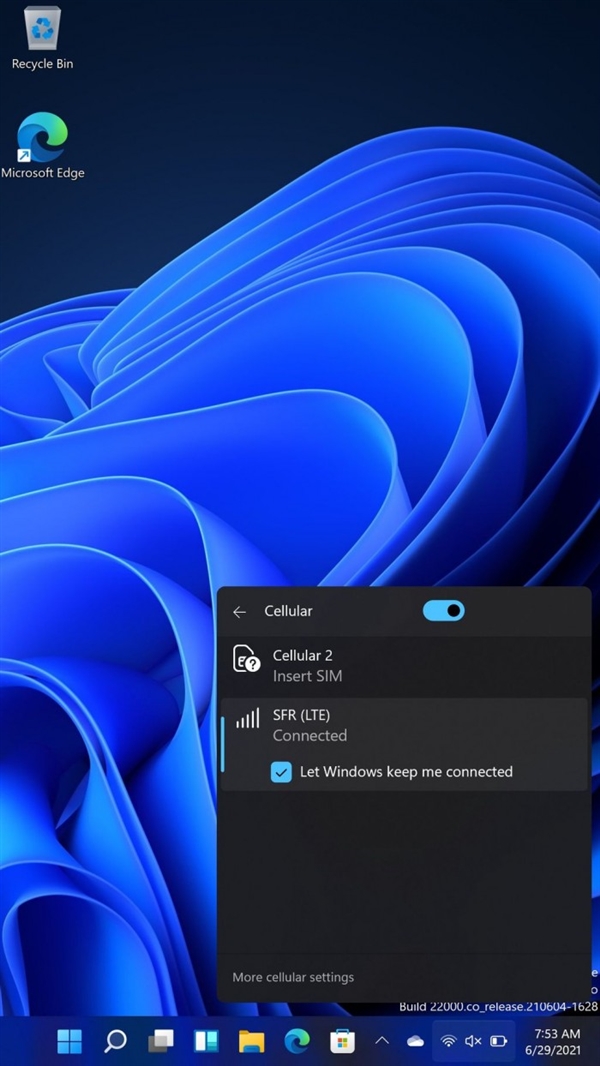 Recycle Bin
Microsoft Edge
Cellular
Cellular 2
Insert SIM
SFR (LTE)
Connected
Let Windows keep me connected
More cellular settings
Build 22000.co_release.210604-1628
7:53 AM
6/29/2021